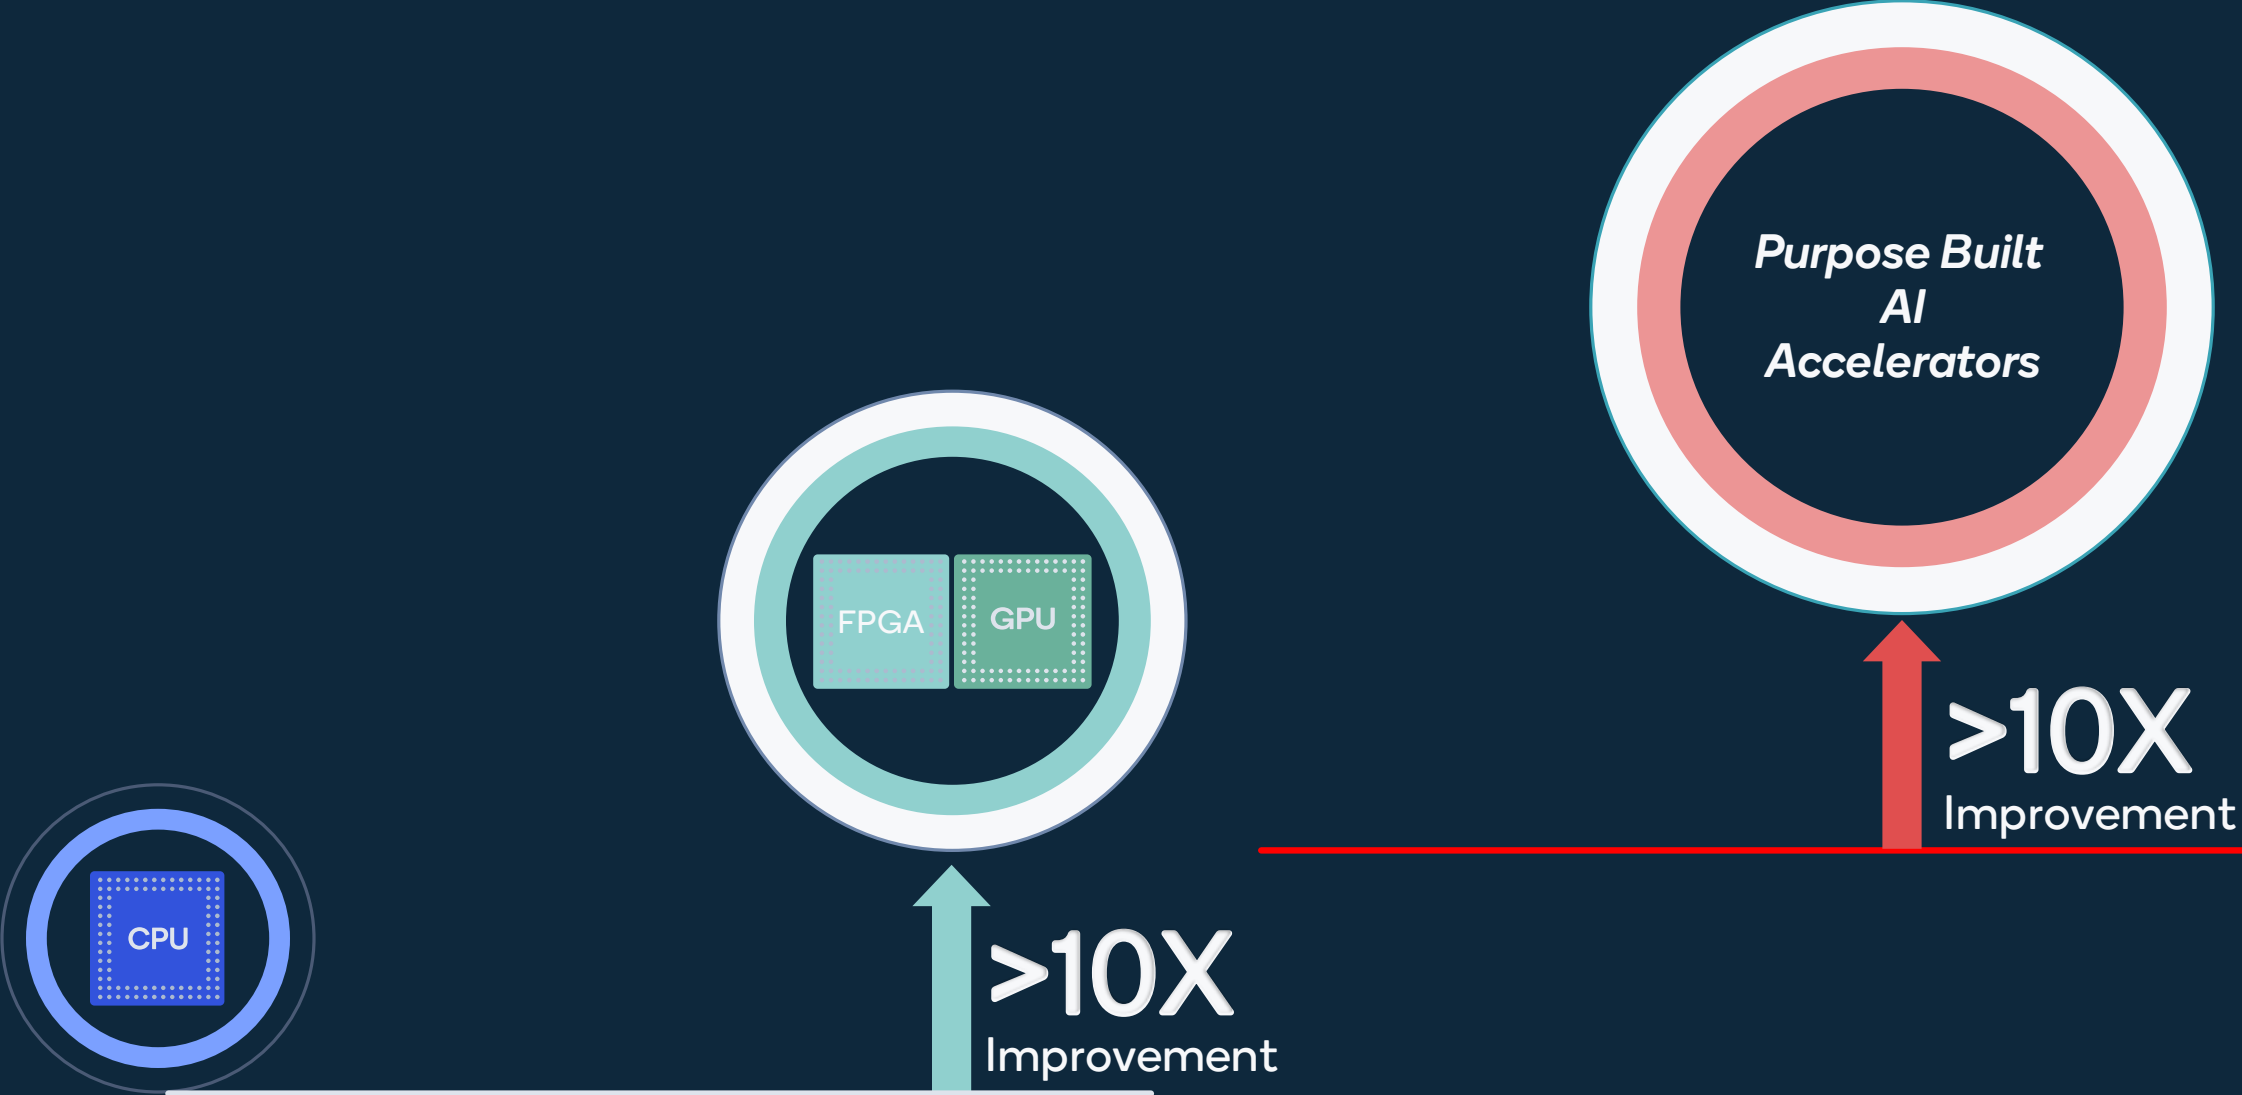 Purpose Built
AI
Accelerators
FPGA
GPU
>10X
Improvement
CPU
>10X
Improvement